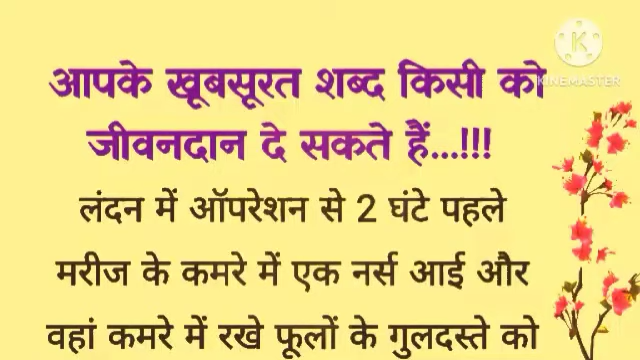 आपके खूबसूरत शब्द किसी को
जीवनदान दे सकते हैं...!!!
लंदन में ऑपरेशन से 2 घंटे पहले
मरीज के कमरे में एक नर्स आई और
वहां कमरे में रखे फूलों के गुलदस्ते को
K
KINEMASTER